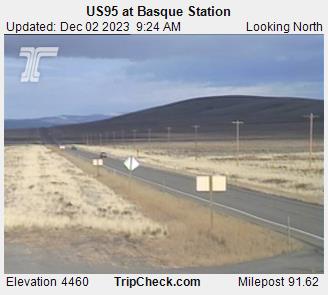 US95 at Basque Station
Updated: Dec 02 2023 9:24 AM
Looking North
Elevation 4460
TripCheck.com
Milepost 91.62